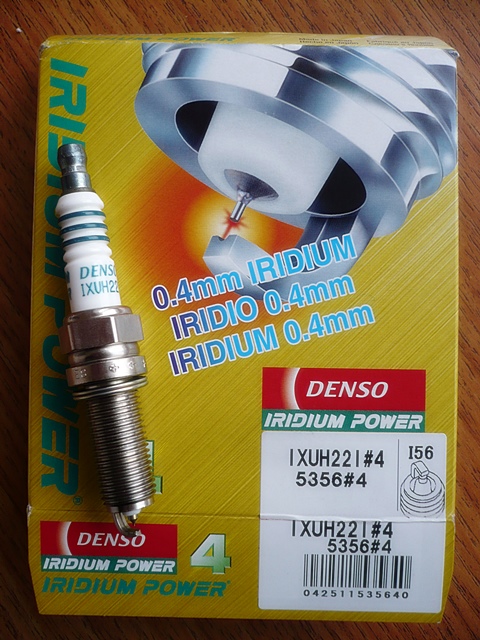 IRIDIUM POWER®
0.4mm IRIDIUM
IRIDIO 0.4mm
IRIDIUM 0.4mm
DENSO
IXUH22
DENSO
IRIDIUM POWER
IXUH22I#4
5356#4
I56
IXUH22I#4
5356#4
042511535640
DENSO
IRIDIUM POWER
4
IRIDIUM POWER®